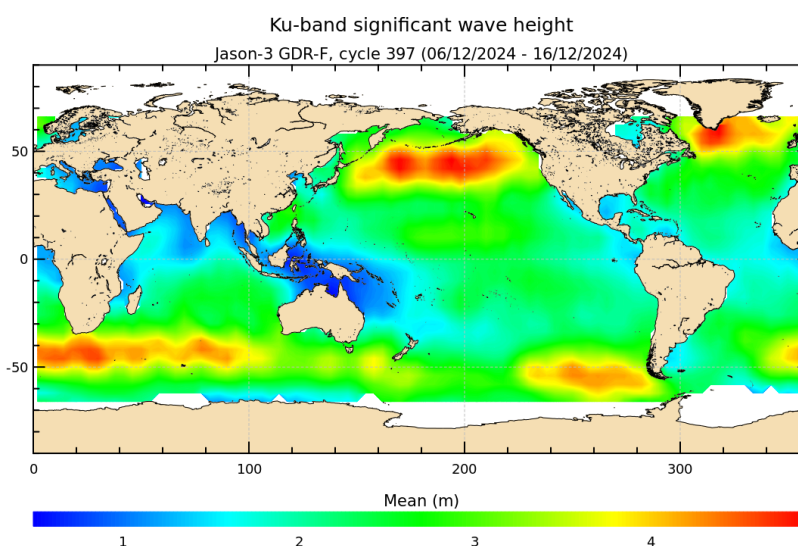 Ku-band significant wave height
Jason-3 GDR-F, cycle 397 (06/12/2024 - 16/12/2024)
50
0
-50
0 100 200 300
Mean (m)
1 2 3 4